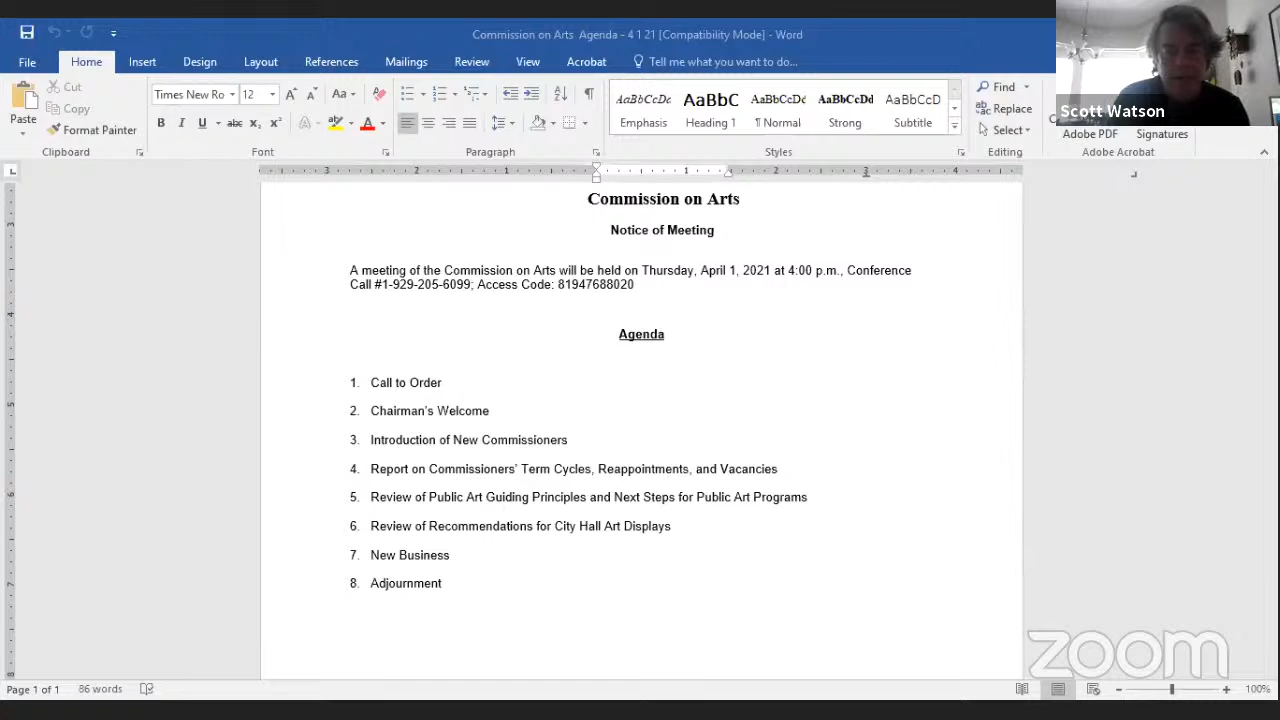 Commission on Arts Agenda - 4 1 21 [Compatibility Mode] - Word
File Home Insert Design Layout References Mailings Review View Acrobat Tell me what you want to do...
Scott Watson
Paste
Cut
Copy
Format Painter
Clipboard
Times New Ro 12
Font
Paragraph
AaBbCcDc AaBbC AaBbCcDd AaBbCcDd AaBbCcD
Emphasis Heading 1 ¶ Normal Strong Subtitle
Styles
Find
Replace
Select
Editing
Adobe PDF Signatures
Adobe Acrobat
Commission on Arts
Notice of Meeting
A meeting of the Commission on Arts will be held on Thursday, April 1, 2021 at 4:00 p.m., Conference
Call #1-929-205-6099; Access Code: 81947688020
Agenda
1. Call to Order
2. Chairman's Welcome
3. Introduction of New Commissioners
4. Report on Commissioners' Term Cycles, Reappointments, and Vacancies
5. Review of Public Art Guiding Principles and Next Steps for Public Art Programs
6. Review of Recommendations for City Hall Art Displays
7. New Business
8. Adjournment
zoom
Page 1 of 1 86 words 100%